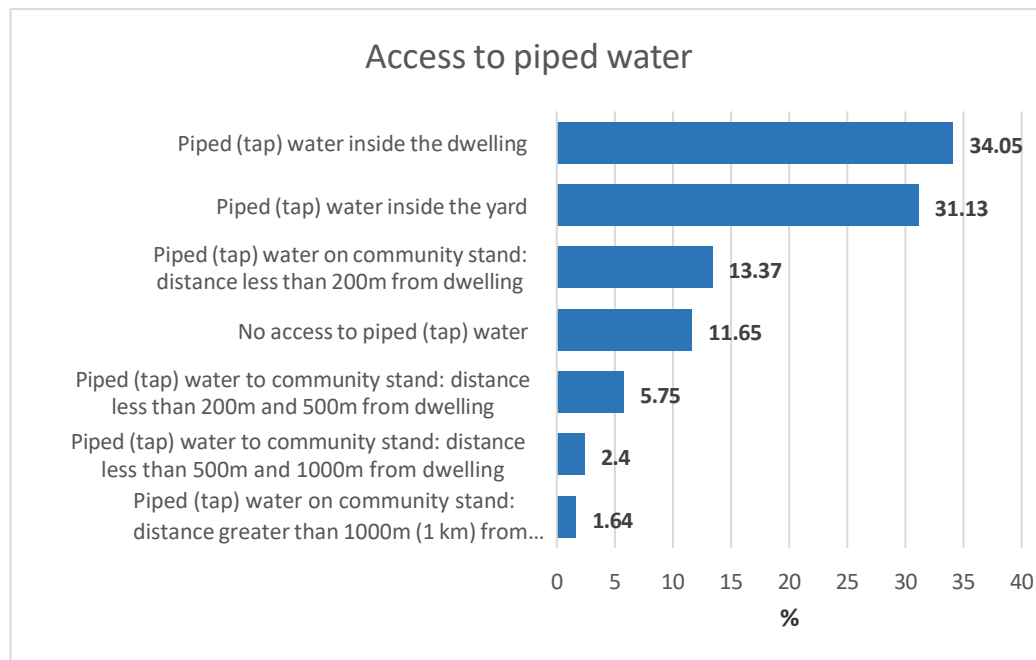 Access to piped water
Piped (tap) water inside the dwelling
34.05
Piped (tap) water inside the yard
31.13
Piped (tap) water on community stand:
distance less than 200m from dwelling
13.37
No access to piped (tap) water
11.65
Piped (tap) water to community stand: distance
less than 200m and 500m from dwelling
5.75
Piped (tap) water to community stand: distance
less than 500m and 1000m from dwelling
2.4
Piped (tap) water on community stand:
distance greater than 1000m (1 km) from...
1.64
0 5 10 15 20 25 30 35 40
%